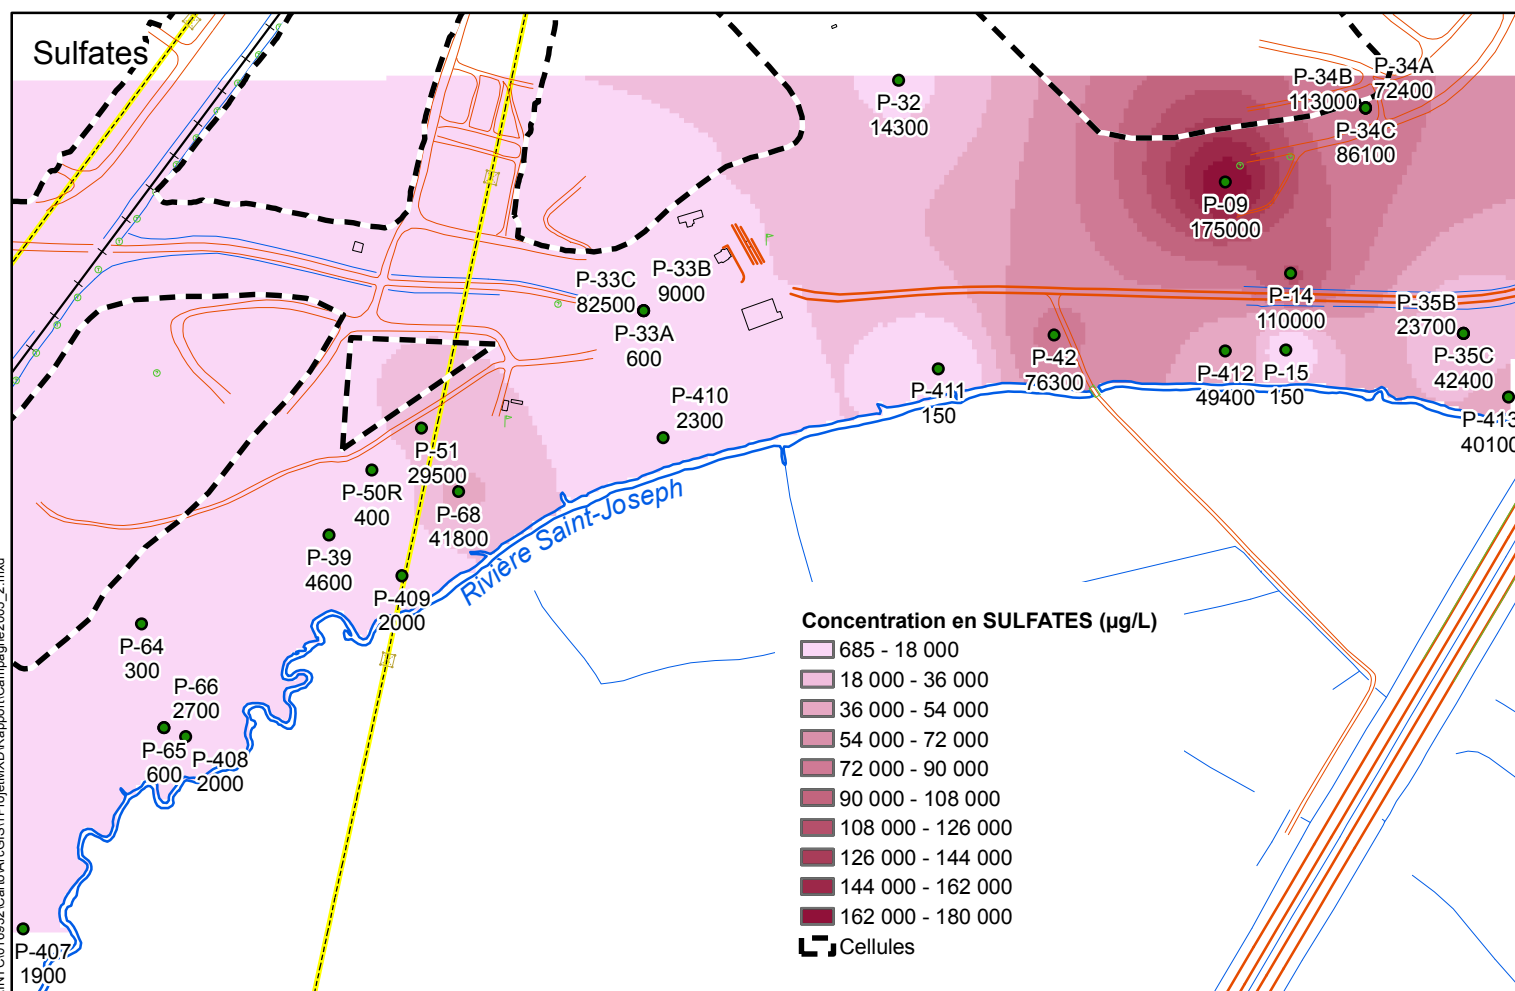 Sulfates
P-32
14300
P-34B
113000
P-34A
72400
P-34C
86100
P-09
175000
P-33C
82500
P-33B
9000
P-33A
600
P-14
110000
P-35B
23700
P-35C
42400
P-42
76300
P-412
49400
P-15
150
P-411
150
P-413
40100
P-410
2300
P-51
29500
P-50R
400
P-68
41800
P-39
4600
P-409
2000
Rivière Saint-Joseph
P-64
300
P-66
2700
P-65
600
P-408
2000
P-407
1900
Concentration en SULFATES (µg/L)
685 - 18 000
18 000 - 36 000
36 000 - 54 000
54 000 - 72 000
72 000 - 90 000
90 000 - 108 000
108 000 - 126 000
126 000 - 144 000
144 000 - 162 000
162 000 - 180 000
Cellules